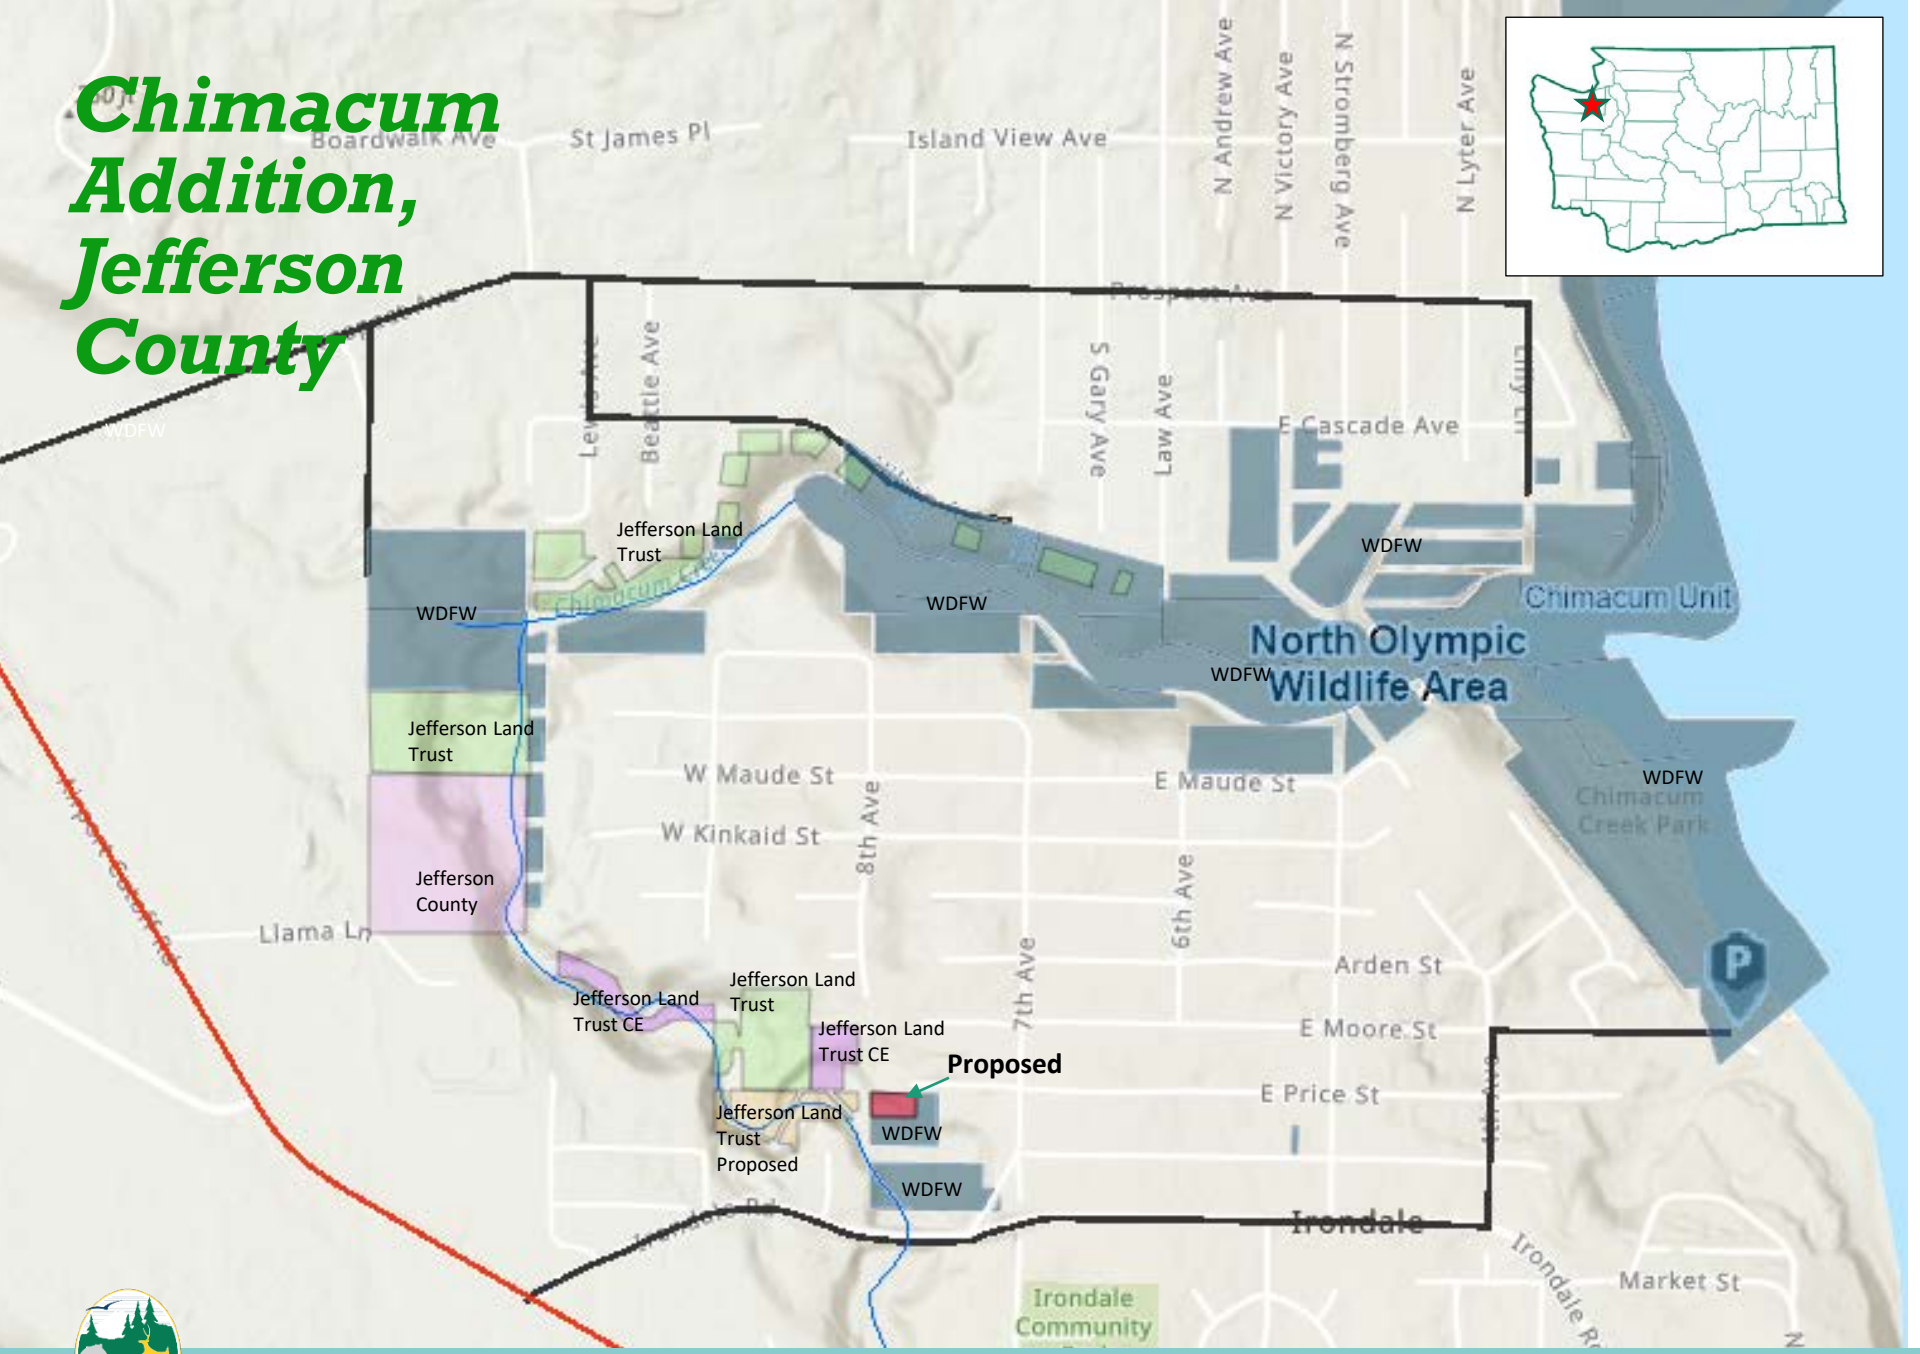 Chimacum
Addition,
Jefferson
County
Boardwalk Ave
St James Pl
Island View Ave
N Andrew Ave
N Victory Ave
N Stromberg Ave
N Lyter Ave
Prospect Ave
WDFW
Beattie Ave
S Gary Ave
Law Ave
E Cascade Ave
Jefferson Land
Trust
WDFW
WDFW
WDFW
Chimacum Unit
North Olympic
Wildlife Area
WDFW
Jefferson Land
Trust
W Maude St
E Maude St
WDFW
Chimacum
Creek Park
W Kinkaid St
8th Ave
6th Ave
Jefferson
County
Llama Ln
7th Ave
Arden St
P
Jefferson Land
Trust
Jefferson Land
Trust CE
Jefferson Land
Trust CE
E Moore St
Proposed
E Price St
4th Ave
Jefferson Land
Trust
Proposed
WDFW
WDFW
Irondale Rd
Irondale
Irondale
Market St
Irondale
Community
N